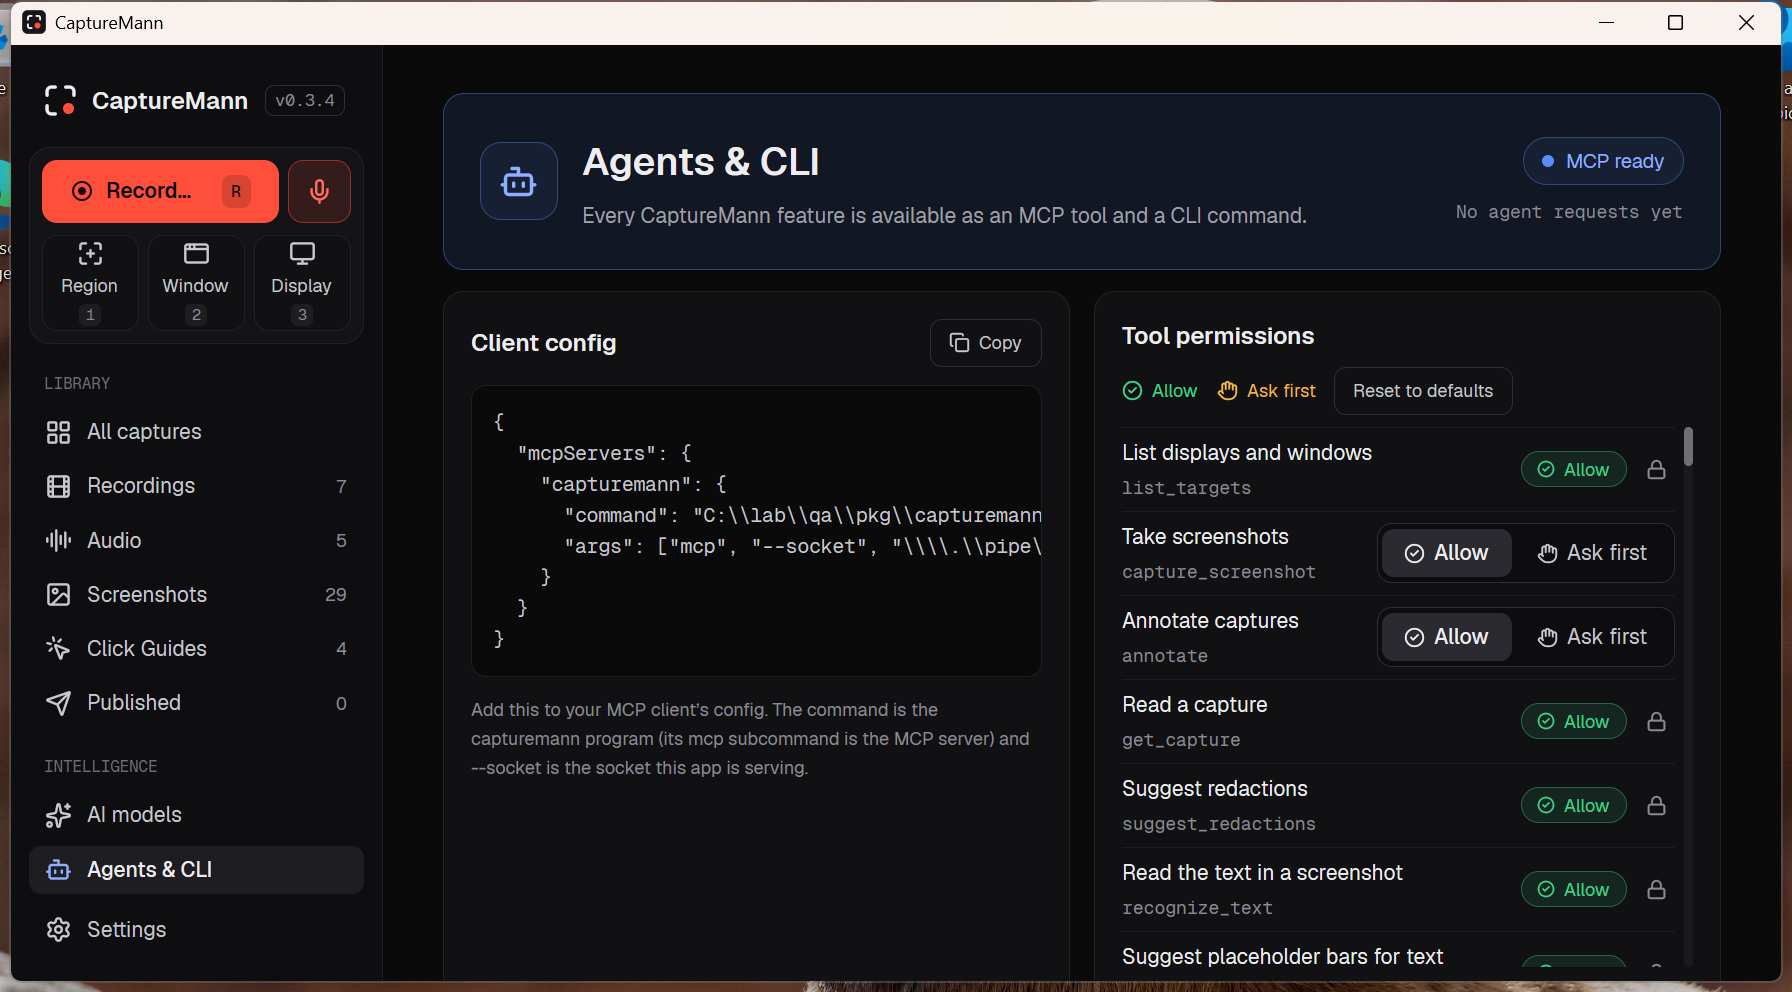 CaptureMann
CaptureMann v0.3.4
Record... R
Region Window Display
1 2 3
LIBRARY
All captures
Recordings 7
Audio 5
Screenshots 29
Click Guides 4
Published 0
INTELLIGENCE
AI models
Agents & CLI
Settings
Agents & CLI
Every CaptureMann feature is available as an MCP tool and a CLI command.
MCP ready
No agent requests yet
Client config
Copy
{
"mcpServers": {
"capturemann": {
"command": "C:\\lab\\qa\\pkg\\capturemann
"args": ["mcp", "--socket", "\\\\.\\pipe\
}
}
}
Add this to your MCP client's config. The command is the
capturemann program (its mcp subcommand is the MCP server) and
--socket is the socket this app is serving.
Tool permissions
Allow Ask first Reset to defaults
List displays and windows
list_targets
Allow
Take screenshots
capture_screenshot
Allow Ask first
Annotate captures
annotate
Allow Ask first
Read a capture
get_capture
Allow
Suggest redactions
suggest_redactions
Allow
Read the text in a screenshot
recognize_text
Allow
Suggest placeholder bars for text